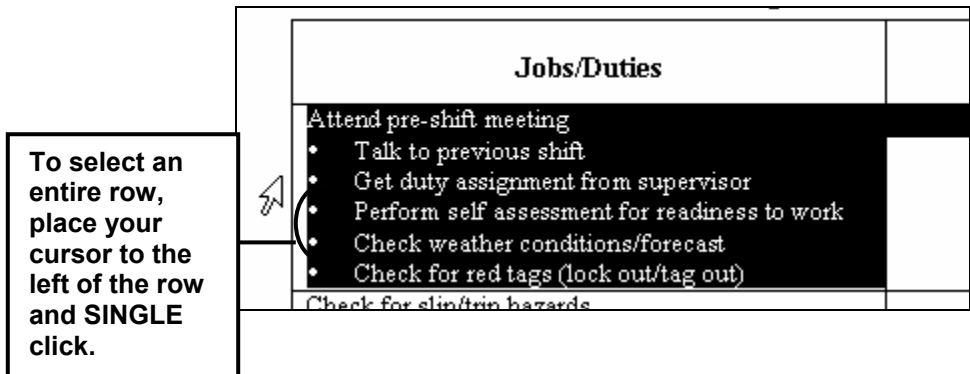 Jobs/Duties
Attend pre-shift meeting
• Talk to previous shift
• Get duty assignment from supervisor
• Perform self assessment for readiness to work
• Check weather conditions/forecast
• Check for red tags (lock out/tag out)
Check for slip/trip hazards
To select an
entire row,
place your
cursor to the
left of the row
and SINGLE
click.